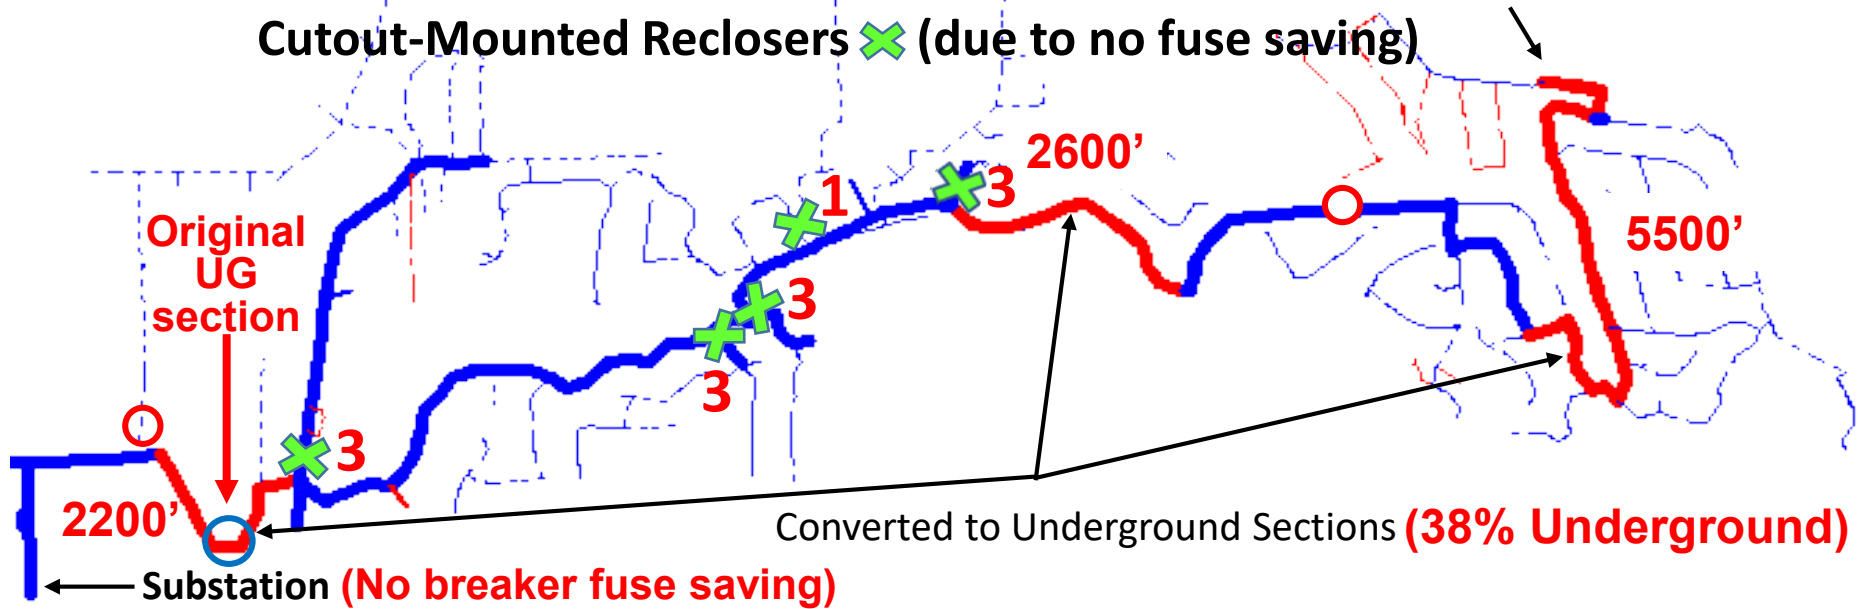 Cutout-Mounted Reclosers (due to no fuse saving)
2600’
1
3
Original
UG
section
5500’
3
3
3
2200’
Converted to Underground Sections (38% Underground)
Substation (No breaker fuse saving)